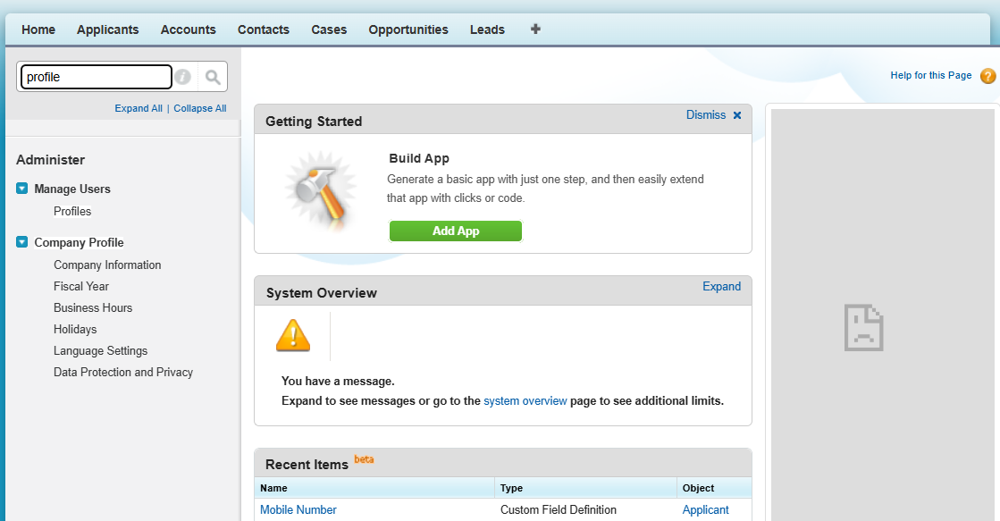 Home Applicants Accounts Contacts Cases Opportunities Leads +
profile
Expand All | Collapse All
Help for this Page ?
Administer
Manage Users
Profiles
Company Profile
Company Information
Fiscal Year
Business Hours
Holidays
Language Settings
Data Protection and Privacy
Getting Started
Dismiss X
Build App
Generate a basic app with just one step, and then easily extend
that app with clicks or code.
Add App
System Overview
Expand
You have a message.
Expand to see messages or go to the system overview page to see additional limits.
Recent Items beta
Name Type Object
Mobile Number Custom Field Definition Applicant